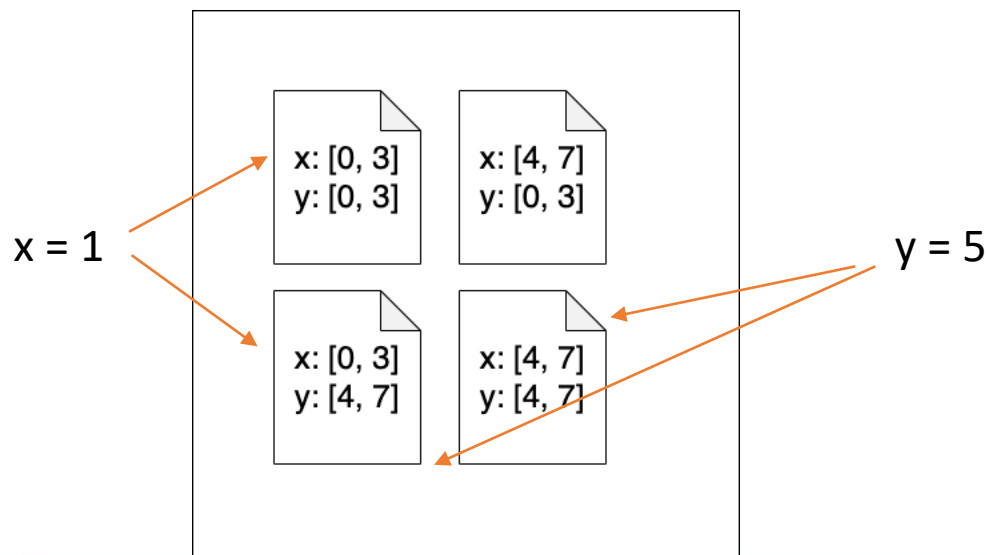 x: [0, 3]
y: [0, 3]
x: [4, 7]
y: [0, 3]
x = 1
y = 5
x: [0, 3]
y: [4, 7]
x: [4, 7]
y: [4, 7]